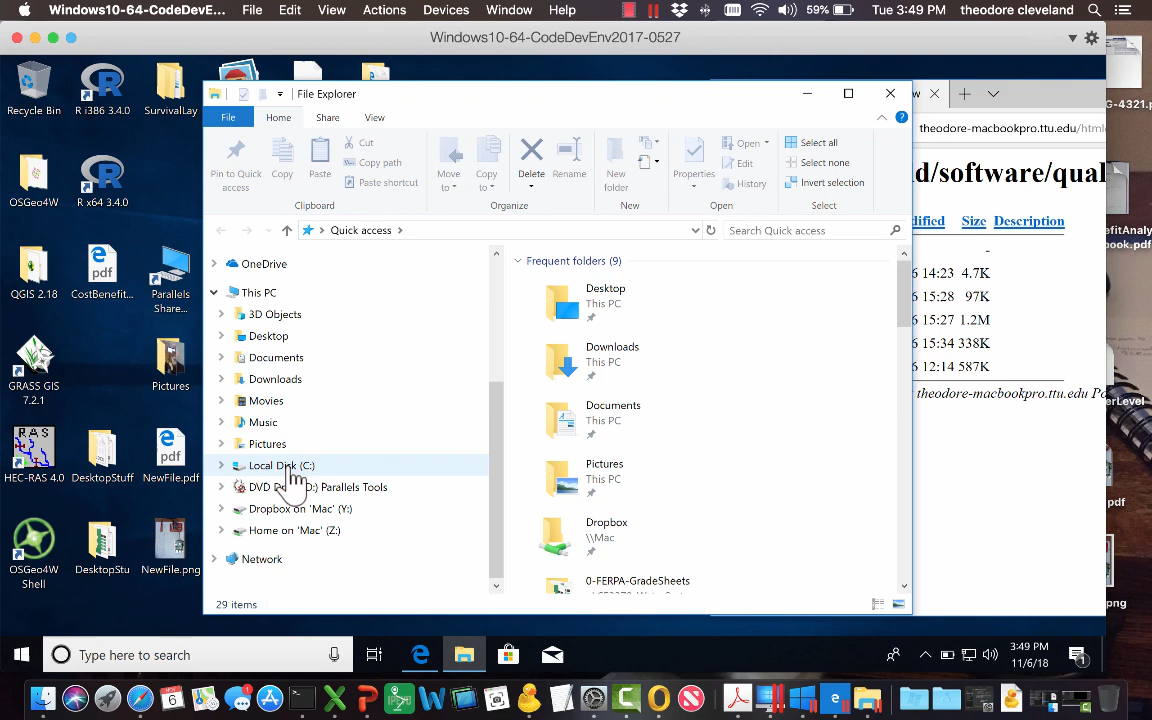 Windows10-64-CodeDevE... File Edit View Actions Devices Window Help 59% Tue 3:49 PM theodore cleveland
Windows10-64-CodeDevEnv2017-0527
Recycle Bin
R i386 3.4.0
SurvivalLay
OSGeo4W
R x64 3.4.0
QGIS 2.18
CostBenefit...
Parallels
Share...
GRASS GIS
7.2.1
Pictures
HEC-RAS 4.0
DesktopStuff
NewFile.pdf
OSGeo4W
Shell
DesktopStu
NewFile.png
File Explorer
File Home Share View
Pin to Quick
access
Copy
Paste
Cut
Copy path
Paste shortcut
Clipboard
Move
to
Copy
to
Delete
Rename
Organize
New
folder
New
Properties
Open
Edit
History
Open
Select all
Select none
Invert selection
Select
Quick access
Search Quick access
OneDrive
This PC
3D Objects
Desktop
Documents
Downloads
Movies
Music
Pictures
Local Disk (C:)
Parallels Tools
Dropbox on 'Mac' (Y:)
Home on 'Mac' (Z:)
Network
Frequent folders (9)
Desktop
This PC
Downloads
This PC
Documents
This PC
Pictures
This PC
Dropbox
\\Mac
0-FERPA-GradeSheets
29 items
w
theodore-macbookpro.ttu.edu/html
d/software/qual
dified Size Description
-
6 14:23 4.7K
6 15:28 97K
6 15:27 1.2M
6 15:34 338K
6 12:14 587K
theodore-macbookpro.ttu.edu Po
G-4321.p
efitAnaly
book.pdf
erLevel
pdf
png
Type here to search
3:49 PM
11/6/18
1